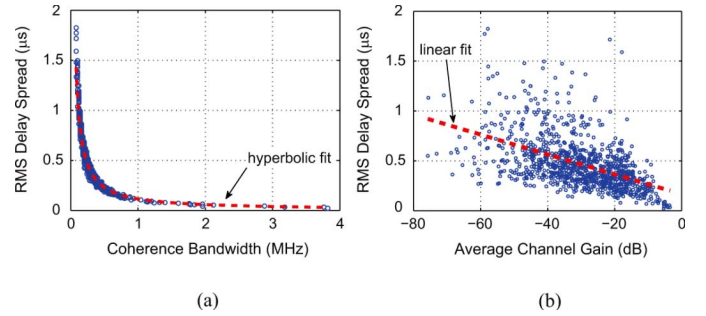 (a)
2
1.5
1
0.5
0
RMS Delay Spread (μs)
hyperbolic fit
0 1 2 3 4
Coherence Bandwidth (MHz)
(b)
2
1.5
1
0.5
0
RMS Delay Spread (μs)
linear fit
−80 −60 −40 −20 0
Average Channel Gain (dB)
(a) (b)